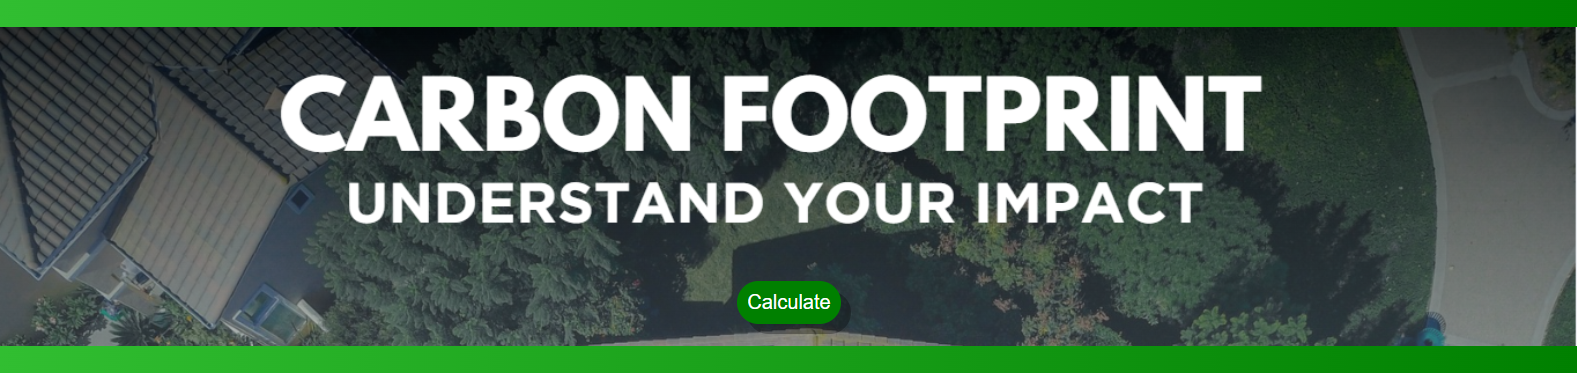 CARBON FOOTPRINT
UNDERSTAND YOUR IMPACT
Calculate